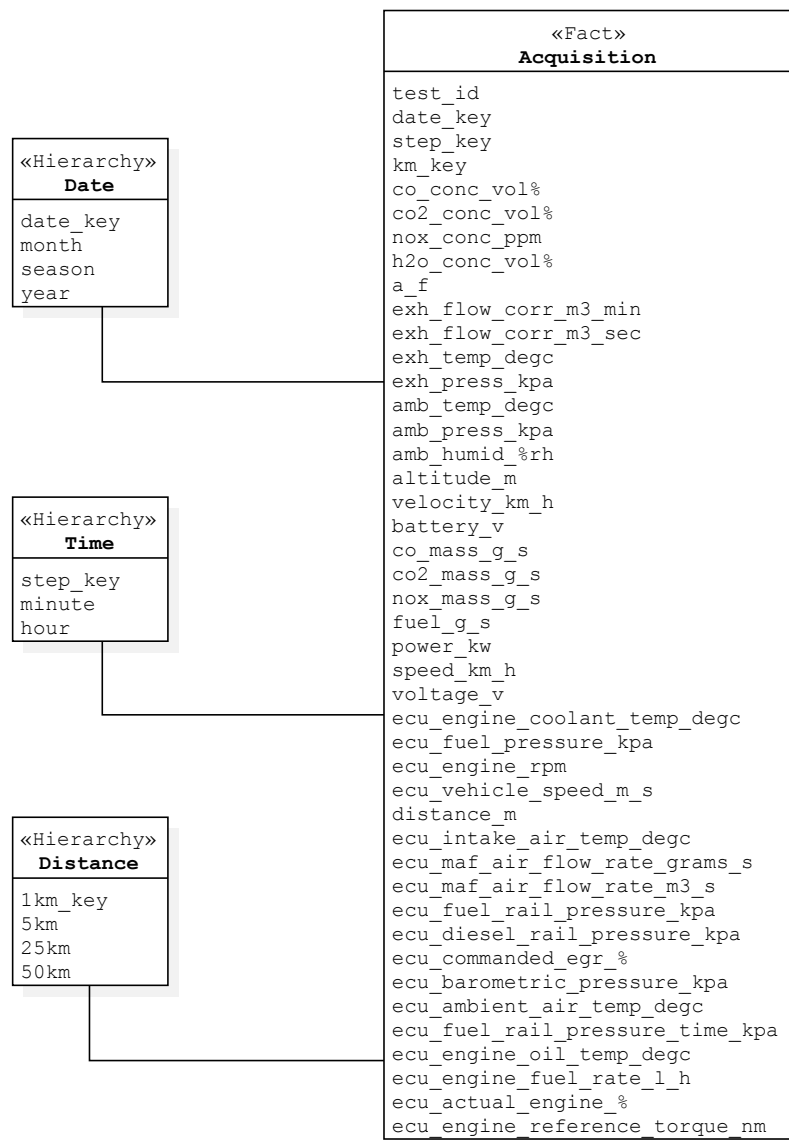 «Fact»
Acquisition
test_id
date_key
step_key
km_key
co_conc_vol%
co2_conc_vol%
nox_conc_ppm
h2o_conc_vol%
a_f
exh_flow_corr_m3_min
exh_flow_corr_m3_sec
exh_temp_degc
exh_press_kpa
amb_temp_degc
amb_press_kpa
amb_humid_%rh
altitude_m
velocity_km_h
battery_v
co_mass_g_s
co2_mass_g_s
nox_mass_g_s
fuel_g_s
power_kw
speed_km_h
voltage_v
ecu_engine_coolant_temp_degc
ecu_fuel_pressure_kpa
ecu_engine_rpm
ecu_vehicle_speed_m_s
distance_m
ecu_intake_air_temp_degc
ecu_maf_air_flow_rate_grams_s
ecu_maf_air_flow_rate_m3_s
ecu_fuel_rail_pressure_kpa
ecu_diesel_rail_pressure_kpa
ecu_commanded_egr_%
ecu_barometric_pressure_kpa
ecu_ambient_air_temp_degc
ecu_fuel_rail_pressure_time_kpa
ecu_engine_oil_temp_degc
ecu_engine_fuel_rate_l_h
ecu_actual_engine_%
ecu_engine_reference_torque_nm
«Hierarchy»
Date
date_key
month
season
year
«Hierarchy»
Time
step_key
minute
hour
«Hierarchy»
Distance
1km_key
5km
25km
50km